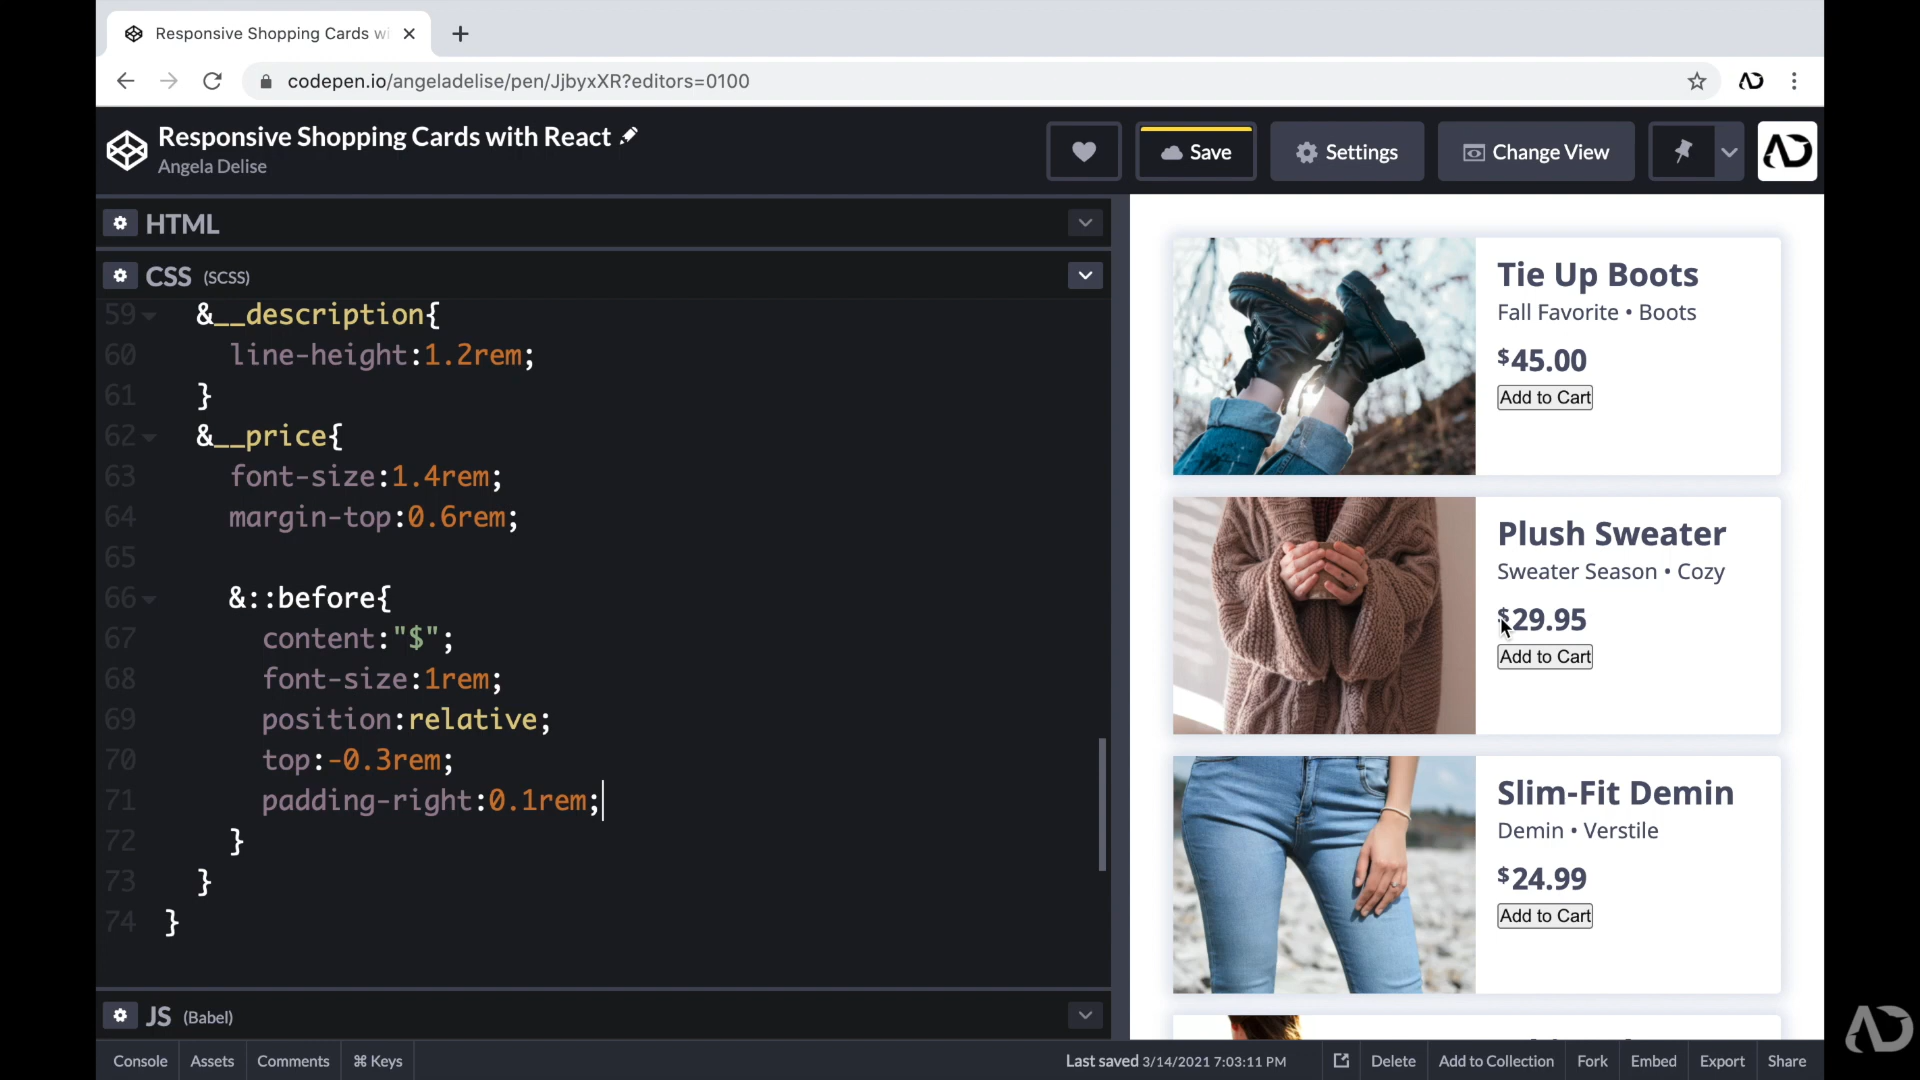 Responsive Shopping Cards wi
codepen.io/angeladelise/pen/JjbyxXR?editors=0100
Responsive Shopping Cards with React
Angela Delise
Save
Settings
Change View
HTML
CSS (SCSS)
59 &__description{
60 line-height:1.2rem;
61 }
62 &__price{
63 font-size:1.4rem;
64 margin-top:0.6rem;
65
66 &::before{
67 content:"$";
68 font-size:1rem;
69 position:relative;
70 top:-0.3rem;
71 padding-right:0.1rem;
72 }
73 }
74 }
JS (Babel)
Tie Up Boots
Fall Favorite • Boots
$45.00
Add to Cart
Plush Sweater
Sweater Season • Cozy
$29.95
Add to Cart
Slim-Fit Demin
Demin • Verstile
$24.99
Add to Cart
Console
Assets
Comments
⌘ Keys
Last saved 3/14/2021 7:03:11 PM
Delete
Add to Collection
Fork
Embed
Export
Share